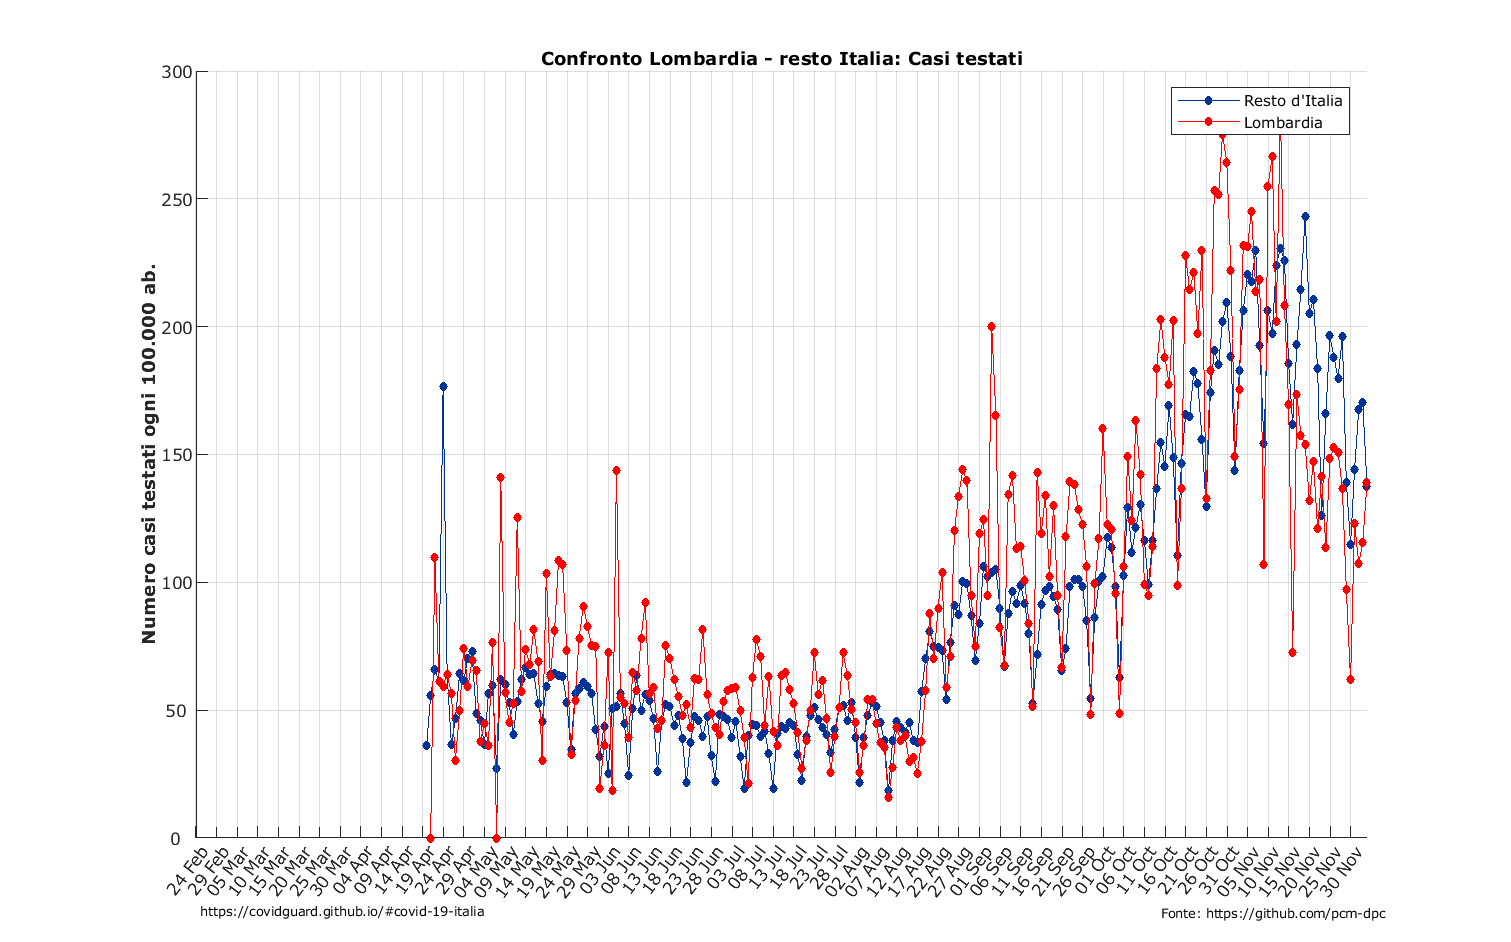 Confronto Lombardia - resto Italia: Casi testati
Resto d'Italia
Lombardia
Numero casi testati ogni 100.000 ab.
300
250
200
150
100
50
0
24 Feb
29 Feb
05 Mar
10 Mar
15 Mar
20 Mar
25 Mar
30 Mar
04 Apr
09 Apr
14 Apr
19 Apr
24 Apr
29 Apr
04 May
09 May
14 May
19 May
24 May
29 May
03 Jun
08 Jun
13 Jun
18 Jun
23 Jun
28 Jun
03 Jul
08 Jul
13 Jul
18 Jul
23 Jul
28 Jul
02 Aug
07 Aug
12 Aug
17 Aug
22 Aug
27 Aug
01 Sep
06 Sep
11 Sep
16 Sep
21 Sep
26 Sep
01 Oct
06 Oct
11 Oct
16 Oct
21 Oct
26 Oct
31 Oct
05 Nov
10 Nov
15 Nov
20 Nov
25 Nov
30 Nov
https://covidguard.github.io/#covid-19-italia
Fonte: https://github.com/pcm-dpc